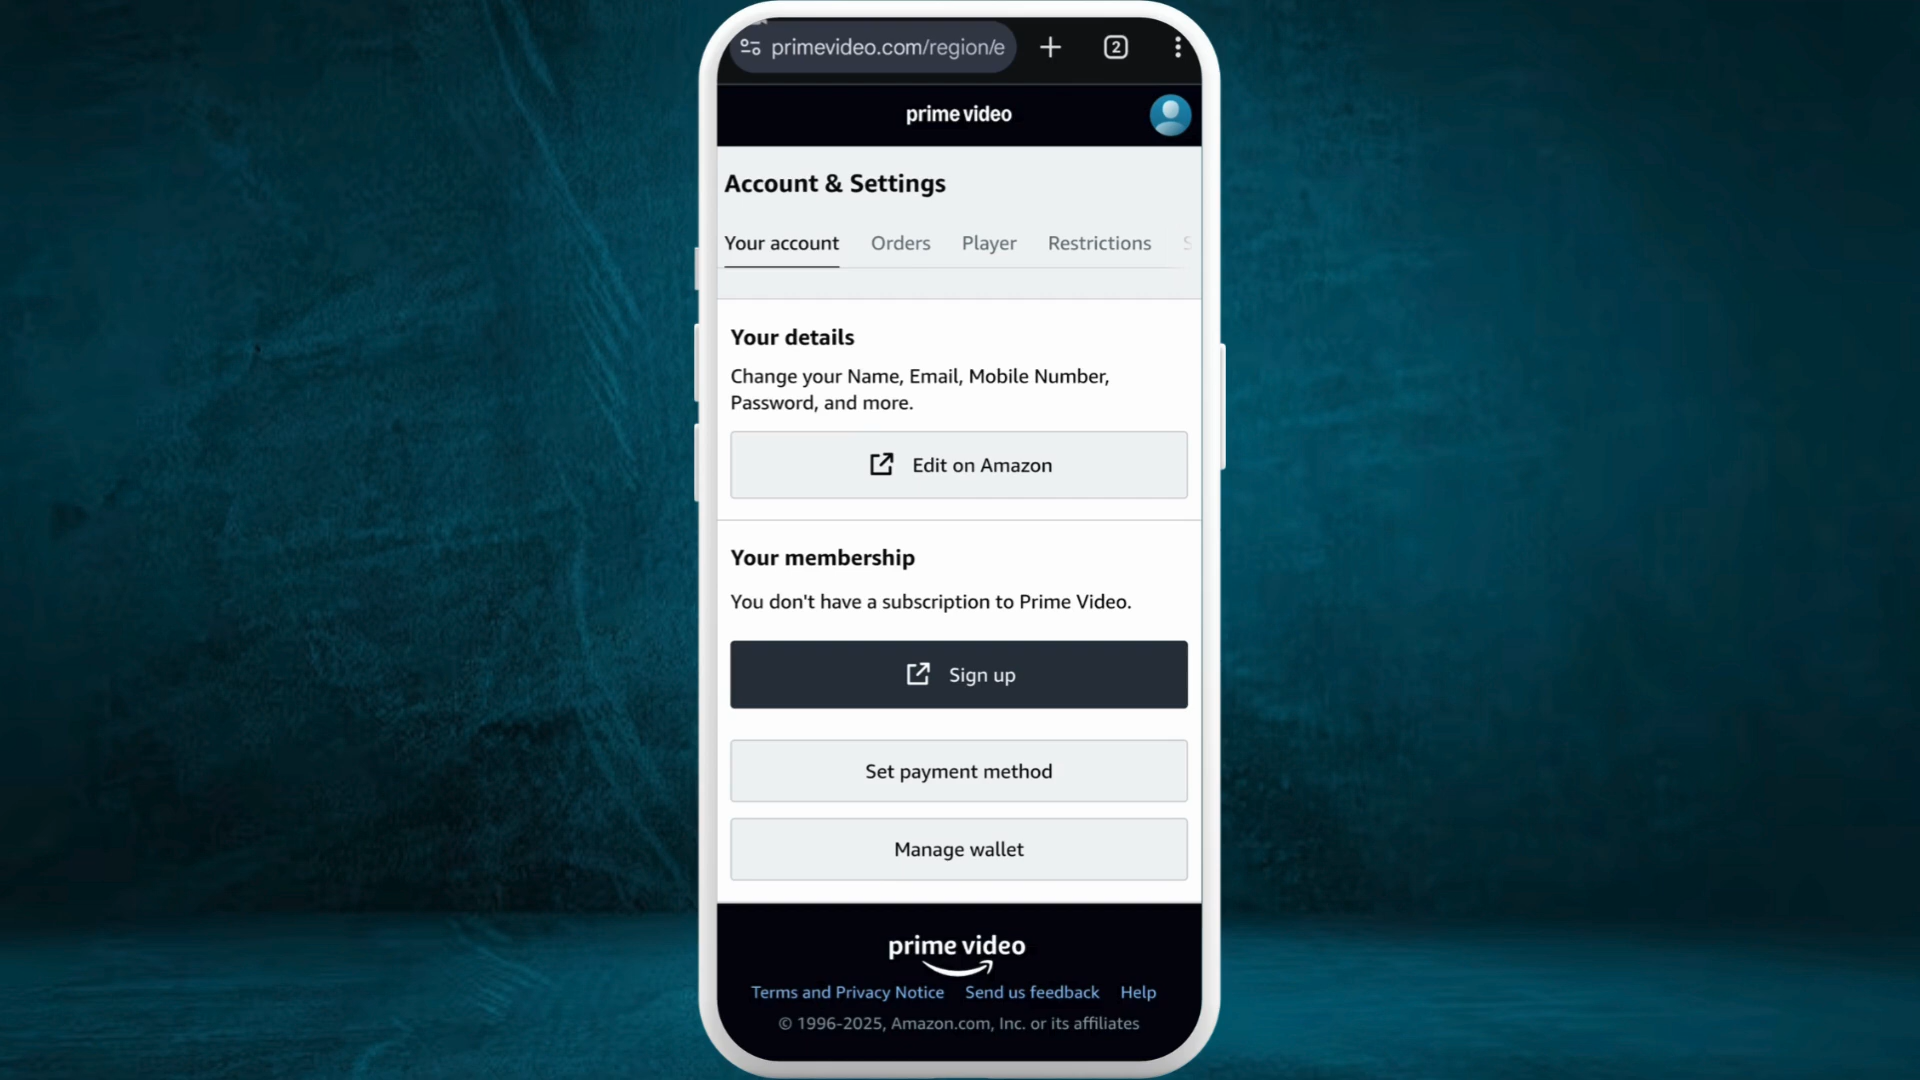 primevideo.com/region/e
2
prime video
Account & Settings
Your account Orders Player Restrictions S
Your details
Change your Name, Email, Mobile Number,
Password, and more.
Edit on Amazon
Your membership
You don't have a subscription to Prime Video.
Sign up
Set payment method
Manage wallet
prime video
Terms and Privacy Notice Send us feedback Help
© 1996-2025, Amazon.com, Inc. or its affiliates